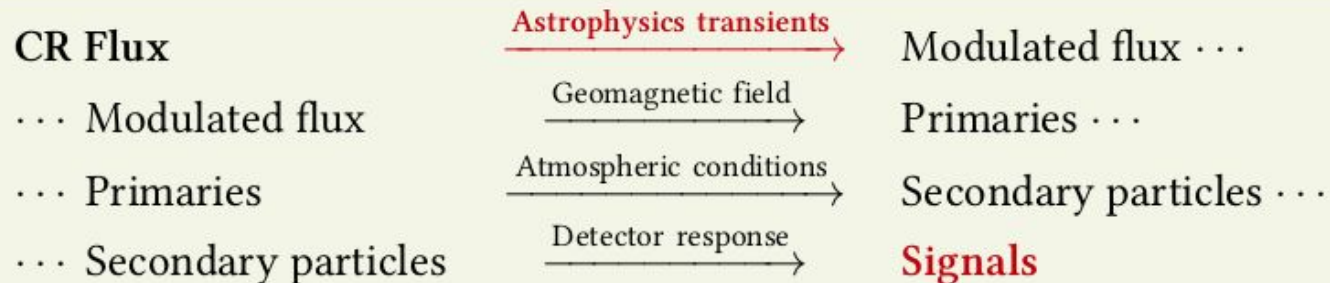 CR Flux Astrophysics transients Modulated flux ···
··· Modulated flux Geomagnetic field Primaries ···
··· Primaries Atmospheric conditions Secondary particles ···
··· Secondary particles Detector response Signals